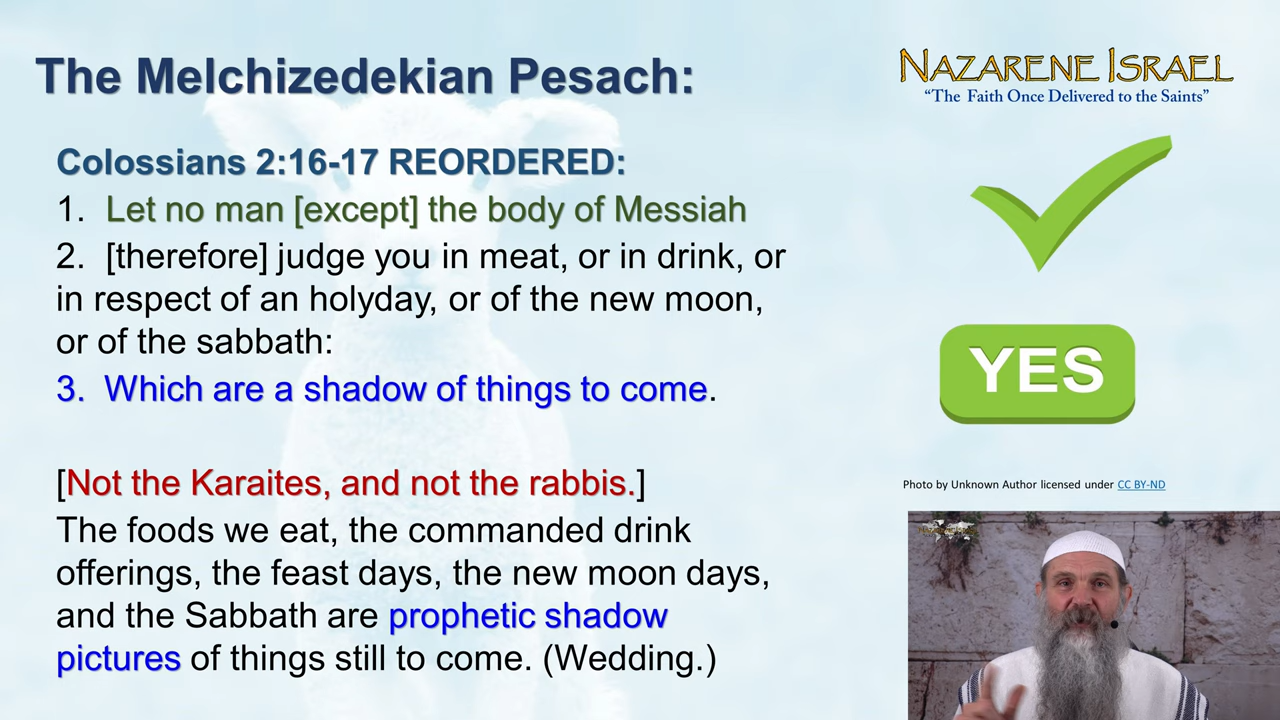 The Melchizedekian Pesach:
NAZARENE ISRAEL
“The Faith Once Delivered to the Saints”
Colossians 2:16-17 REORDERED:
1. Let no man [except] the body of Messiah
2. [therefore] judge you in meat, or in drink, or
in respect of an holyday, or of the new moon,
or of the sabbath:
3. Which are a shadow of things to come.
[Not the Karaites, and not the rabbis.]
The foods we eat, the commanded drink
offerings, the feast days, the new moon days,
and the Sabbath are prophetic shadow
pictures of things still to come. (Wedding.)
YES
Photo by Unknown Author licensed under CC BY-ND